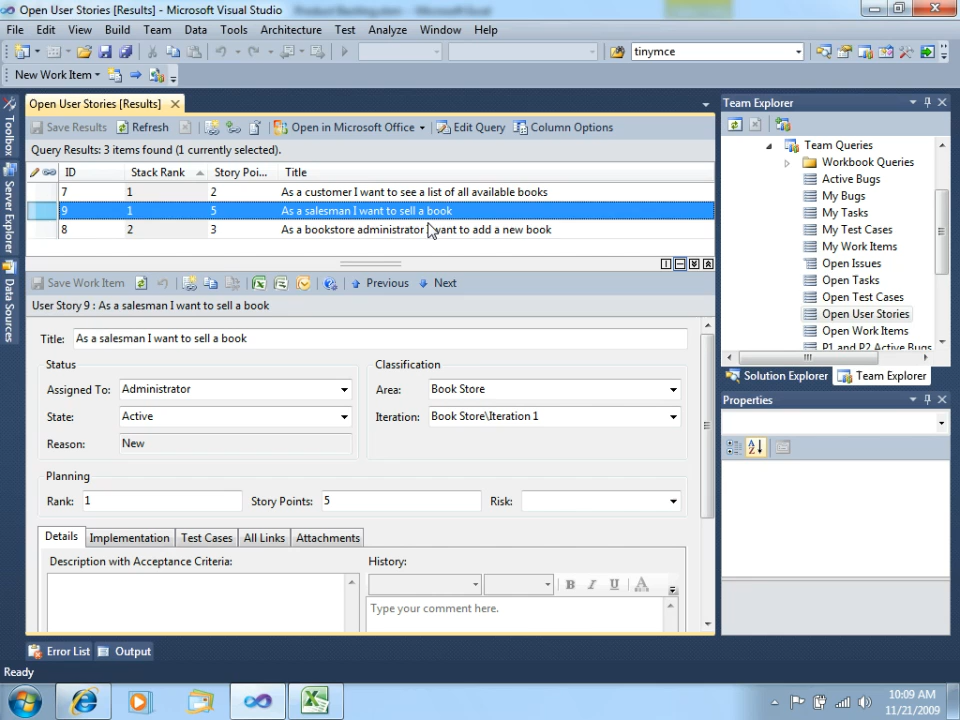 Open User Stories [Results] - Microsoft Visual Studio
File Edit View Build Team Data Tools Architecture Test Analyze Window Help
tinymce
New Work Item
Toolbox
Server Explorer
Data Sources
Open User Stories [Results]
Save Results Refresh Open in Microsoft Office Edit Query Column Options
Query Results: 3 items found (1 currently selected).
ID Stack Rank Story Poi... Title
7 1 2 As a customer I want to see a list of all available books
9 1 5 As a salesman I want to sell a book
8 2 3 As a bookstore administrator I want to add a new book
Save Work Item Previous Next
User Story 9 : As a salesman I want to sell a book
Title: As a salesman I want to sell a book
Status
Classification
Assigned To: Administrator
Area: Book Store
State: Active
Iteration: Book Store\Iteration 1
Reason: New
Planning
Rank: 1 Story Points: 5 Risk:
Details Implementation Test Cases All Links Attachments
Description with Acceptance Criteria:
History:
B I U A
Type your comment here.
Team Explorer
Team Queries
Workbook Queries
Active Bugs
My Bugs
My Tasks
My Test Cases
My Work Items
Open Issues
Open Tasks
Open Test Cases
Open User Stories
Open Work Items
P1 and P2 Active Bugs
Solution Explorer Team Explorer
Properties
Error List Output
Ready
10:09 AM
11/21/2009